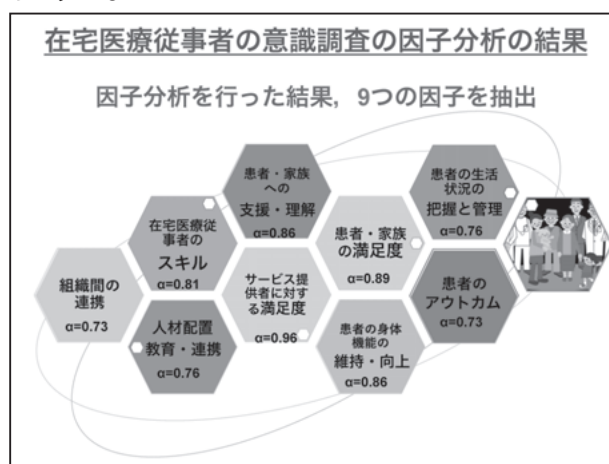 在宅医療従事者の意識調査の因子分析の結果
因子分析を行った結果，9つの因子を抽出
組織間の
連携
α=0.73
在宅医療従
事者の
スキル
α=0.81
人材配置
教育・連携
α=0.76
患者・家族
への
支援・理解
α=0.86
サービス提
供者に対す
る満足度
α=0.96
患者・家族
の満足度
α=0.89
患者の身体
機能の
維持・向上
α=0.86
患者の生活
状況の
把握と管理
α=0.76
患者の
アウトカム
α=0.73